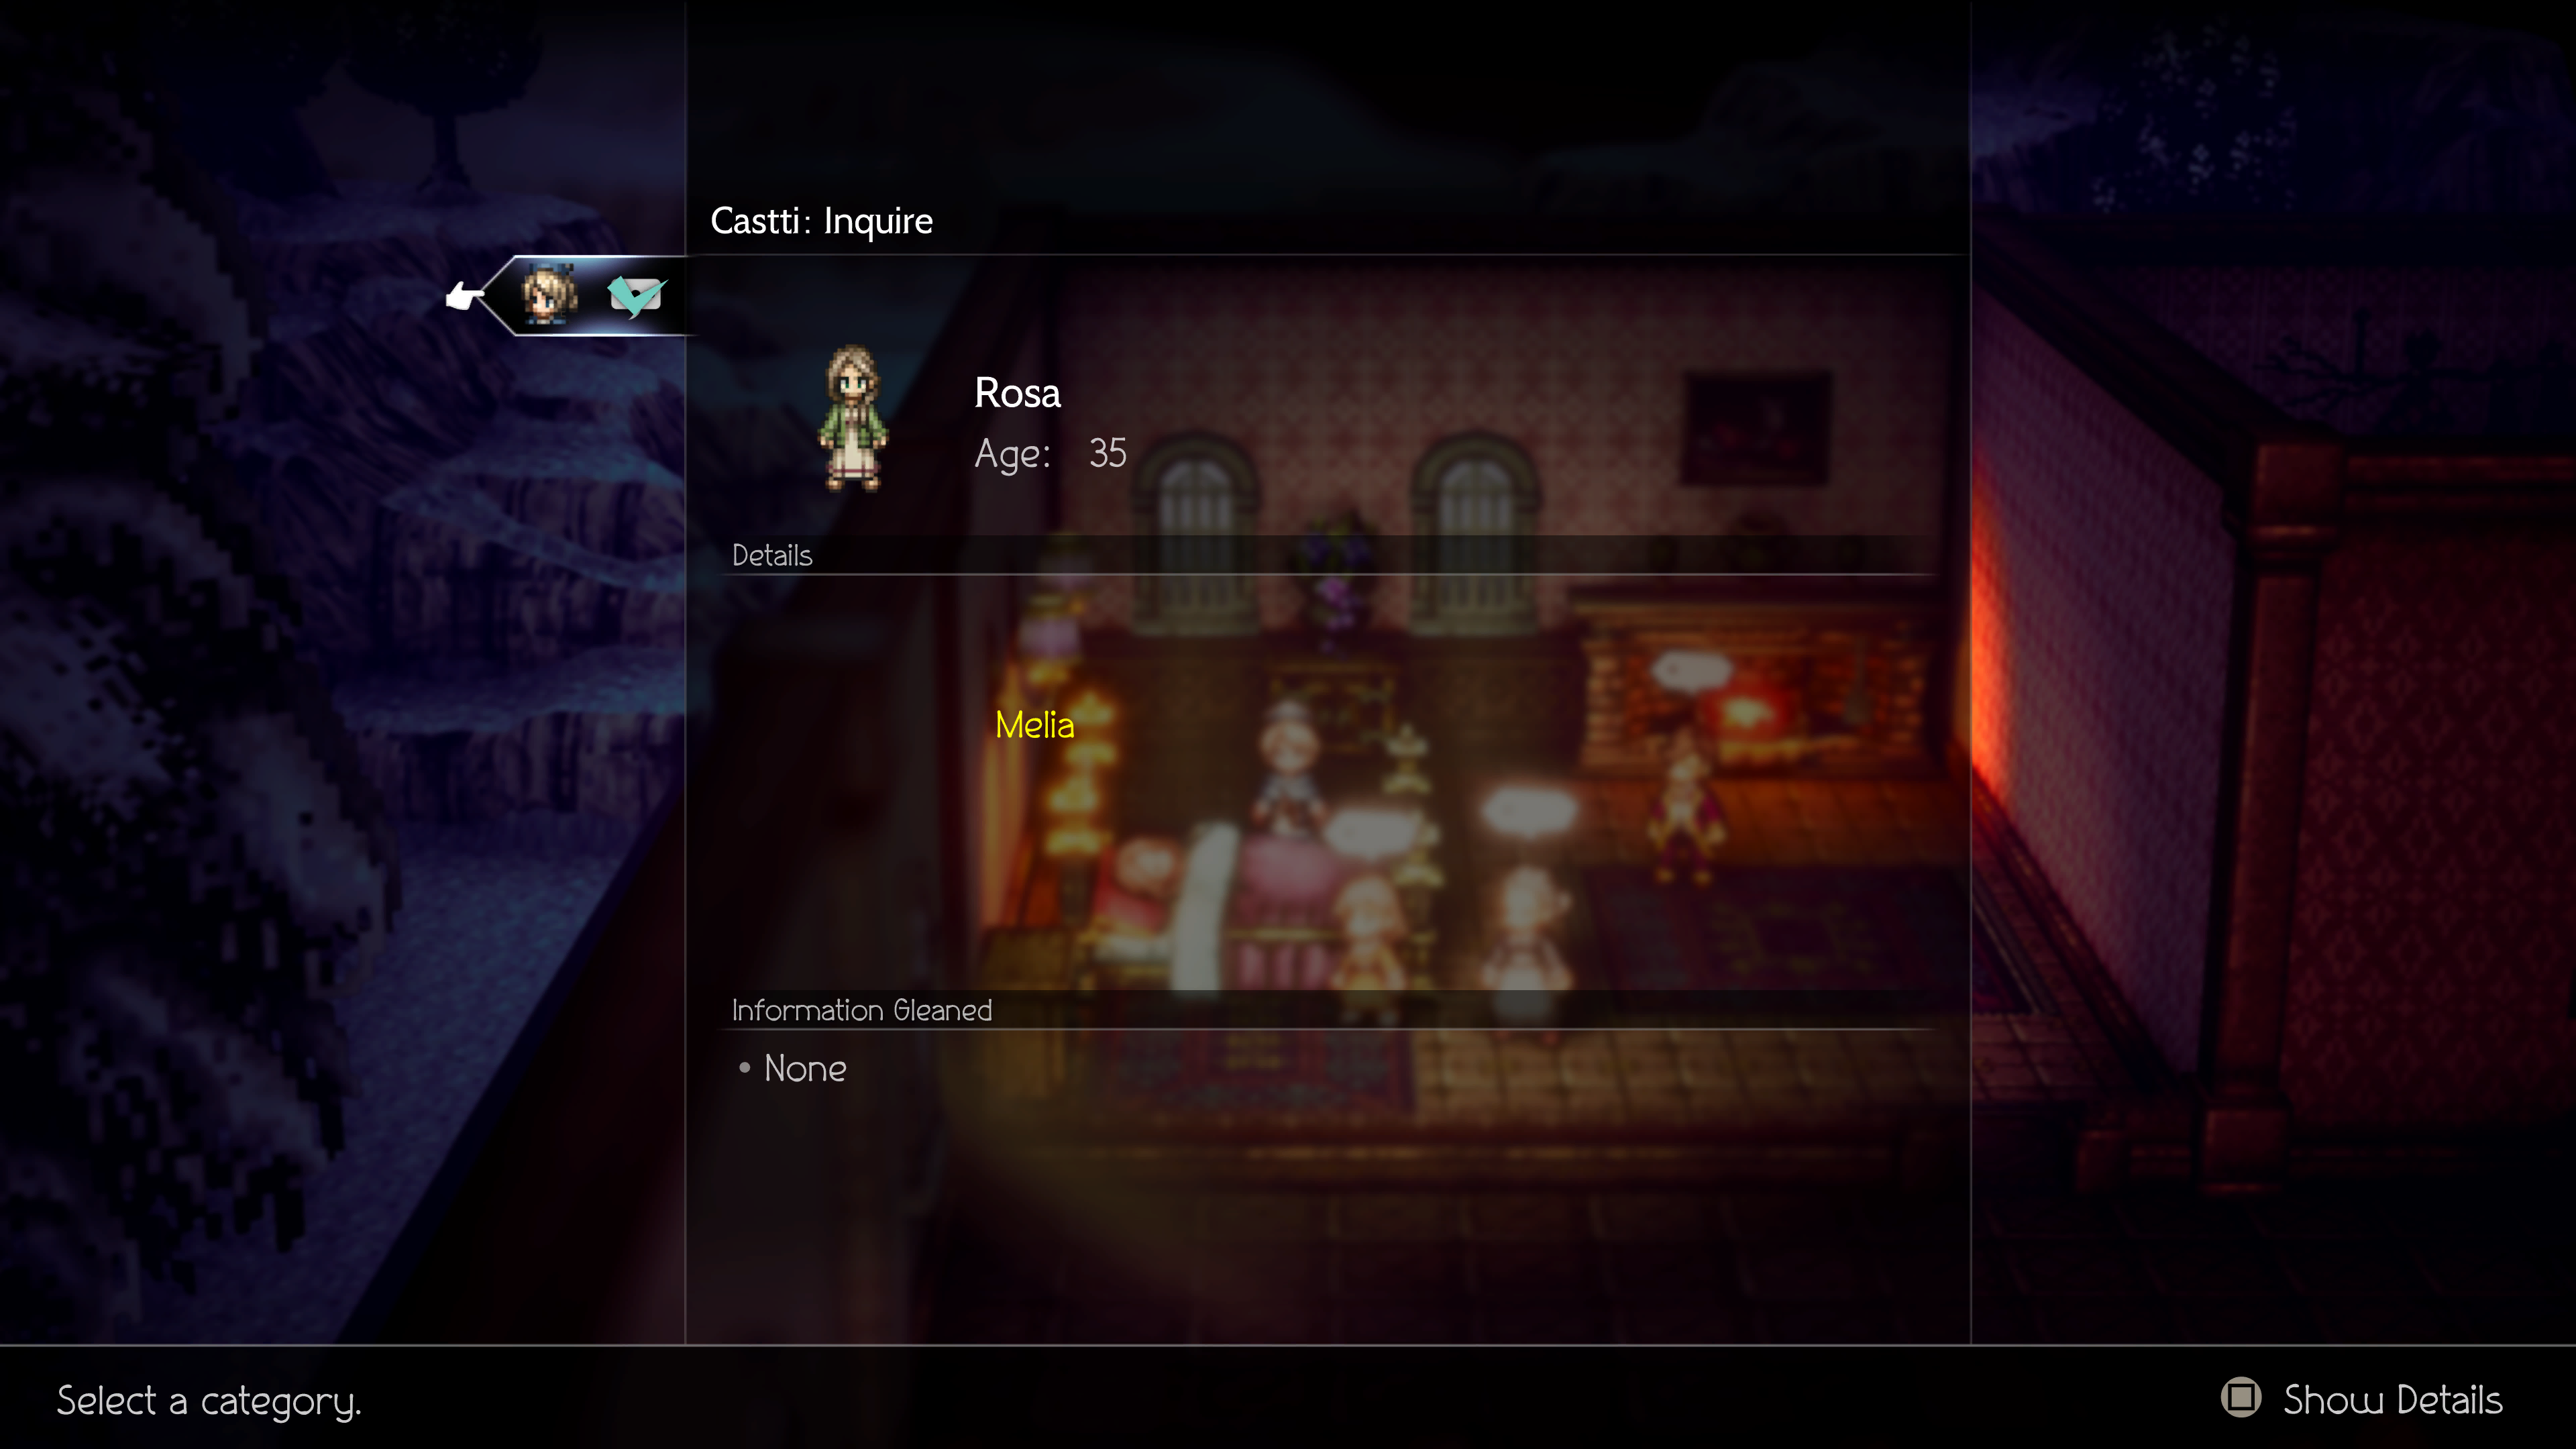 Castti: Inquire
Rosa
Age: 35
Details
Melia
Information Gleaned
• None
Select a category.
Show Details